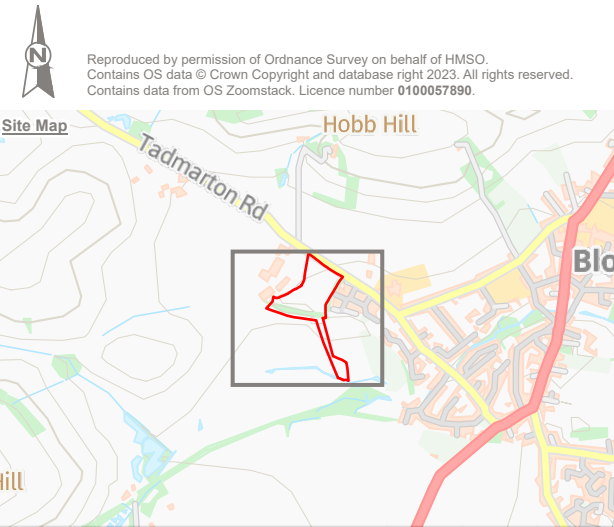 N
Reproduced by permission of Ordnance Survey on behalf of HMSO.
Contains OS data © Crown Copyright and database right 2023. All rights reserved.
Contains data from OS Zoomstack. Licence number 0100057890.
Site Map
Hobb Hill
Tadmarton Rd
Blo
Hill